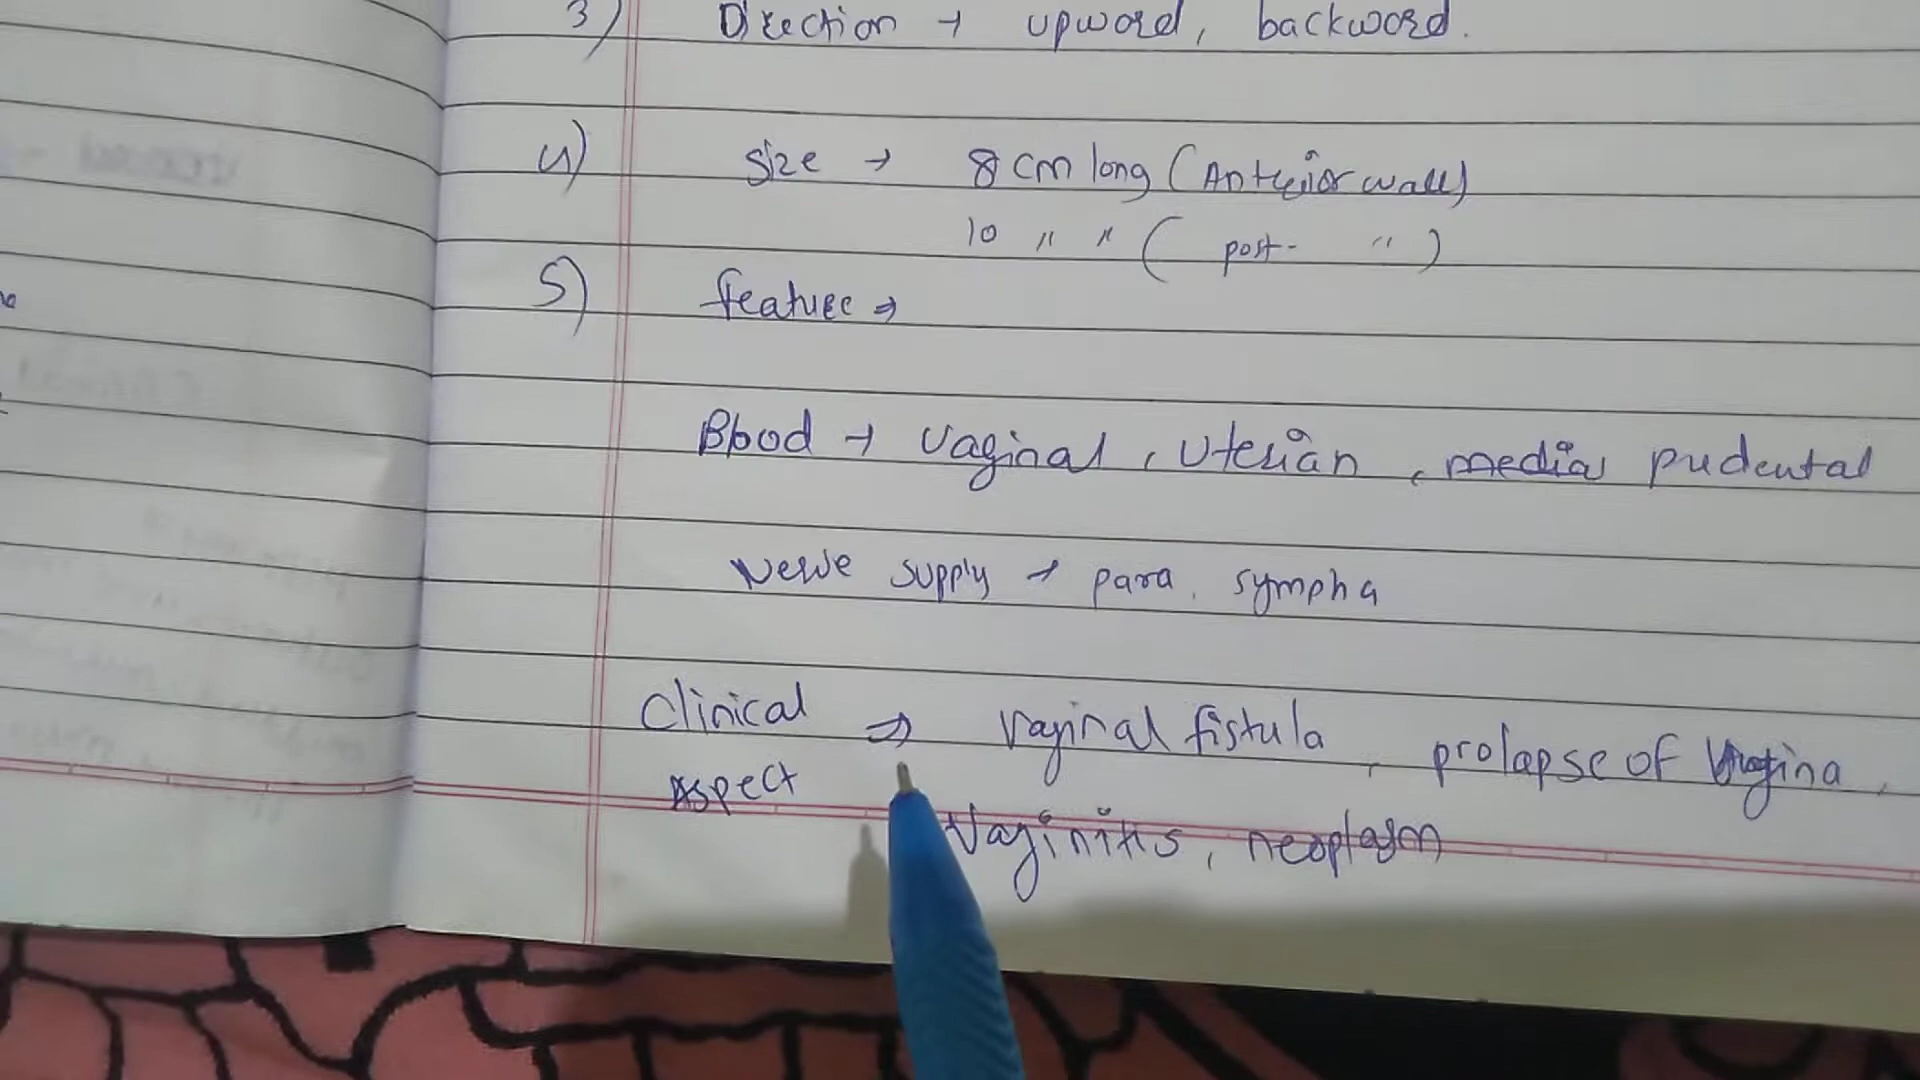 3) Direction → upword, backword.
4) Size → 8 cm long (Anterior wall)
10 " " ( post- " )
5) feature ⇒
Blood → Vaginal, Uterian, media pudental
Nerve supply → para. sympha
Clinical ⇒ Vaginal fistula, prolapse of Vagina,
Aspect Vaginitis, neoplasm